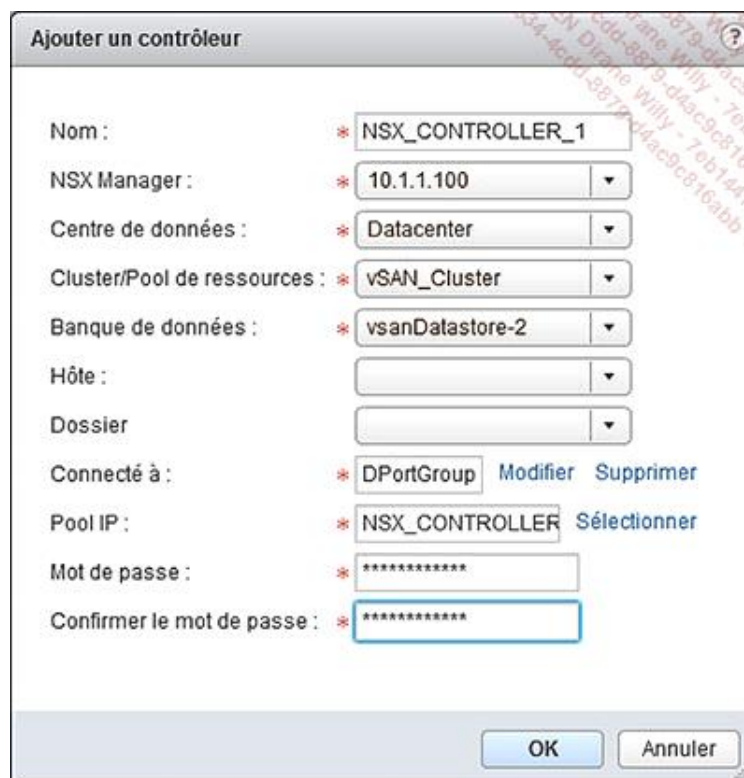 Ajouter un contrôleur
?
Nom : * NSX_CONTROLLER_1
NSX Manager : * 10.1.1.100
Centre de données : * Datacenter
Cluster/Pool de ressources : * vSAN_Cluster
Banque de données : * vsanDatastore-2
Hôte :
Dossier
Connecté à : * DPortGroup Modifier Supprimer
Pool IP : * NSX_CONTROLLER Sélectionner
Mot de passe : * ************
Confirmer le mot de passe : * ************
OK Annuler